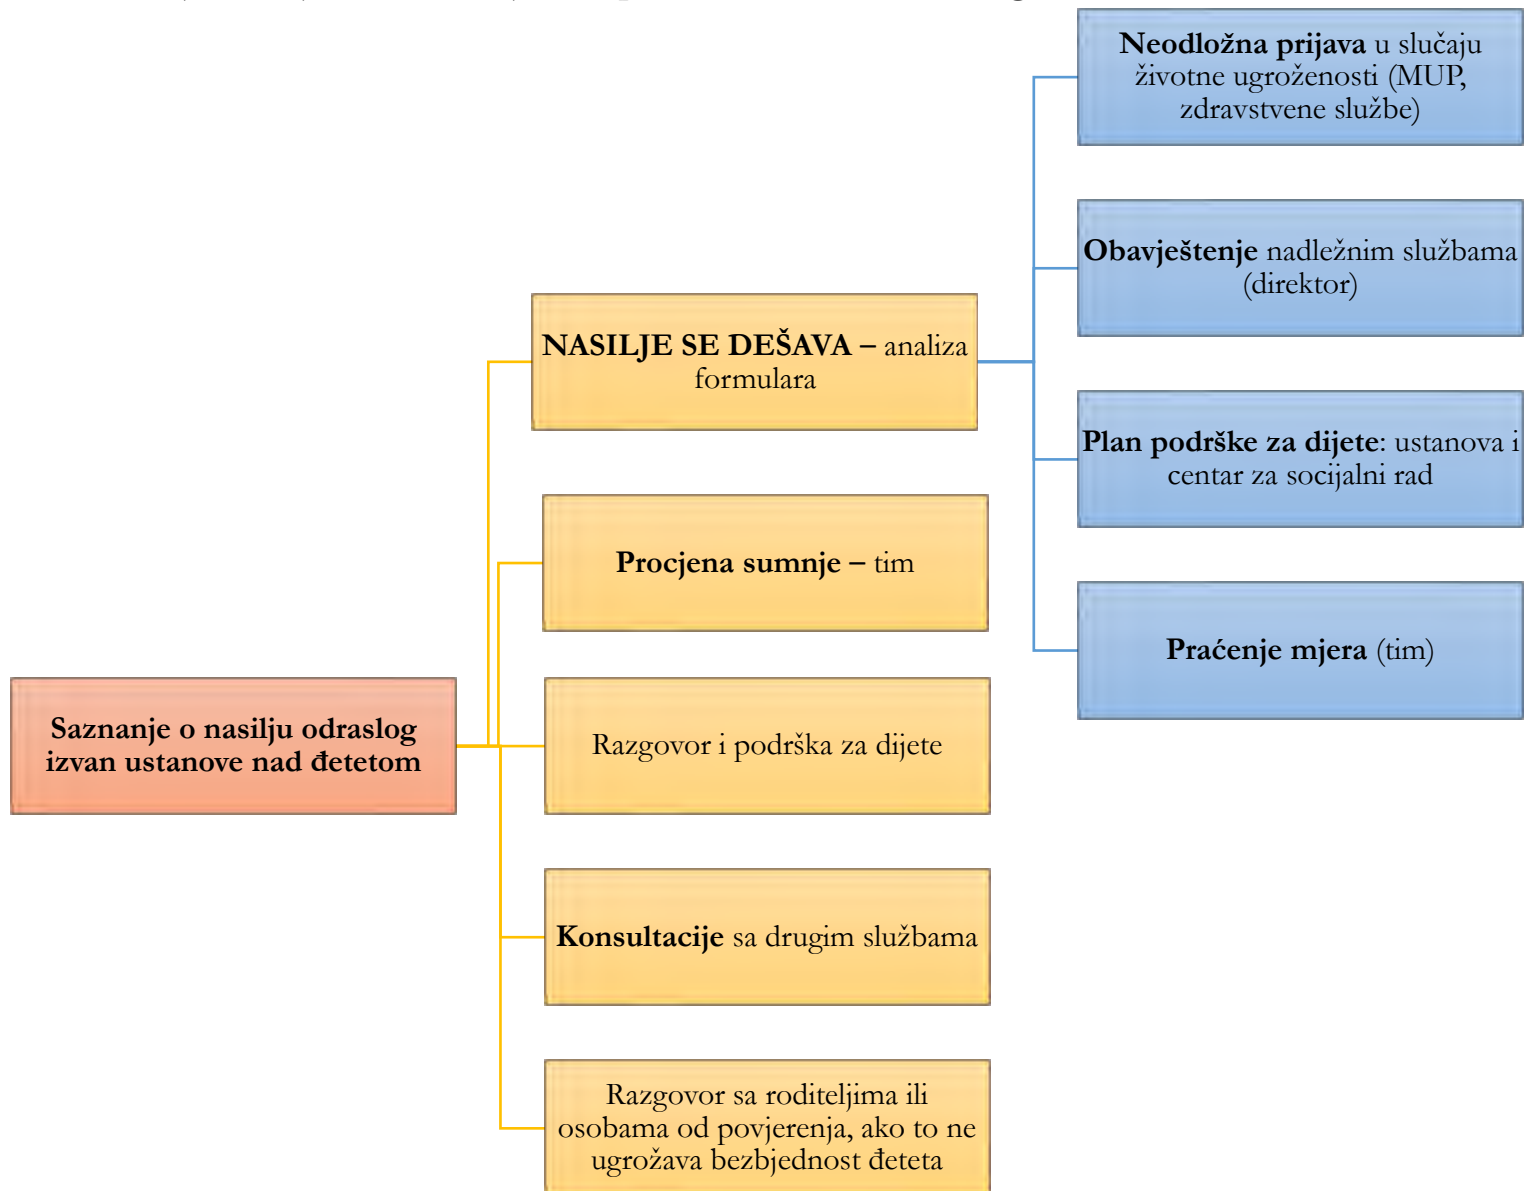 Neodložna prijava u slučaju
životne ugroženosti (MUP,
zdravstvene službe)
Obavještenje nadležnim službama
(direktor)
NASILJE SE DEŠAVA – analiza
formulara
Plan podrške za dijete: ustanova i
centar za socijalni rad
Procjena sumnje – tim
Praćenje mjera (tim)
Saznanje o nasilju odraslog
izvan ustanove nad đetetom
Razgovor i podrška za dijete
Konsultacije sa drugim službama
Razgovor sa roditeljima ili
osobama od povjerenja, ako to ne
ugrožava bezbjednost đeteta